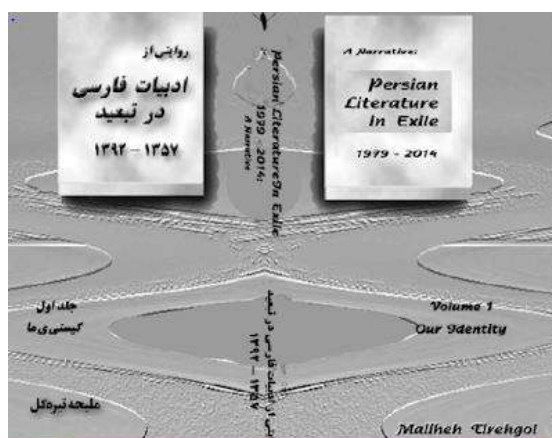 روایتی از
ادبیات فارسی
در تبعید
۱۳۵۷ – ۱۳۹۲
جلد اول
کیستی ما
ملیحه تیره‌گل
Persian Literature In Exile
1979 - 2014:
A Narrative
روایتی از ادبیات فارسی در تبعید
۱۳۵۷ – ۱۳۹۲
A Narrative:
Persian
Literature
in Exile
1979 - 2014
Volume 1
Our Identity
Maliheh Tirehgol